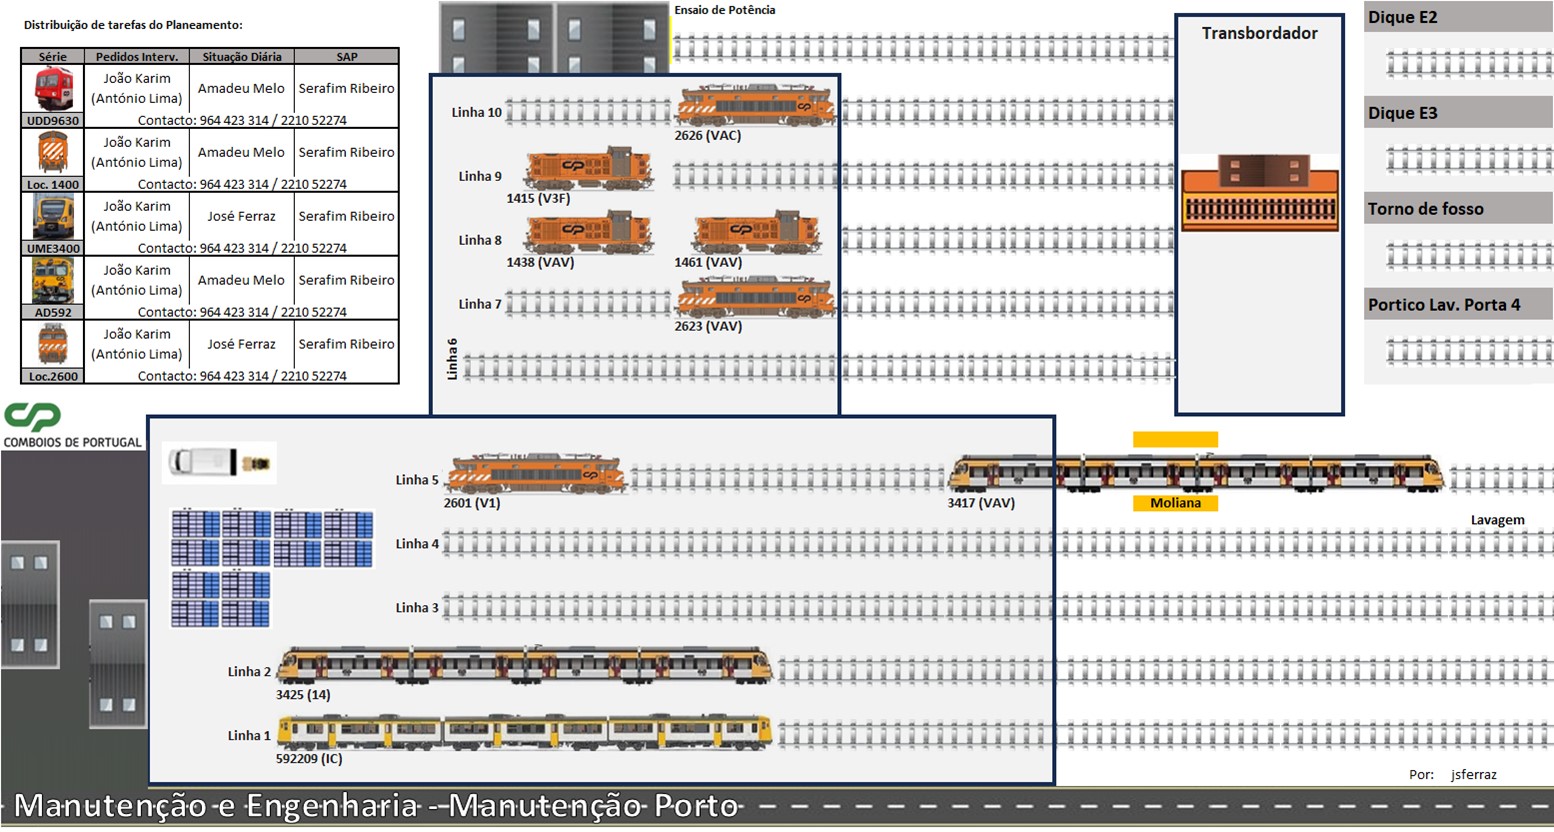 Distribuição de tarefas do Planeamento:
Série Pedidos Interv. Situação Diária SAP
João Karim
(António Lima) Amadeu Melo Serafim Ribeiro
UDD9630 Contacto: 964 423 314 / 2210 52274
João Karim
(António Lima) Amadeu Melo Serafim Ribeiro
Loc. 1400 Contacto: 964 423 314 / 2210 52274
João Karim
(António Lima) José Ferraz Serafim Ribeiro
UME3400 Contacto: 964 423 314 / 2210 52274
João Karim
(António Lima) Amadeu Melo Serafim Ribeiro
AD592 Contacto: 964 423 314 / 2210 52274
João Karim
(António Lima) José Ferraz Serafim Ribeiro
Loc.2600 Contacto: 964 423 314 / 2210 52274
CP
COMBOIOS DE PORTUGAL
Ensaio de Potência
Linha 10
2626 (VAC)
Linha 9
1415 (V3F)
Linha 8
1438 (VAV) 1461 (VAV)
Linha 7
2623 (VAV)
Linha 6
Transbordador
Dique E2
Dique E3
Torno de fosso
Portico Lav. Porta 4
Linha 5
2601 (V1) 3417 (VAV) Moliana
Lavagem
Linha 4
Linha 3
Linha 2
3425 (14)
Linha 1
592209 (IC)
Por: jsferraz
Manutenção e Engenharia - Manutenção Porto